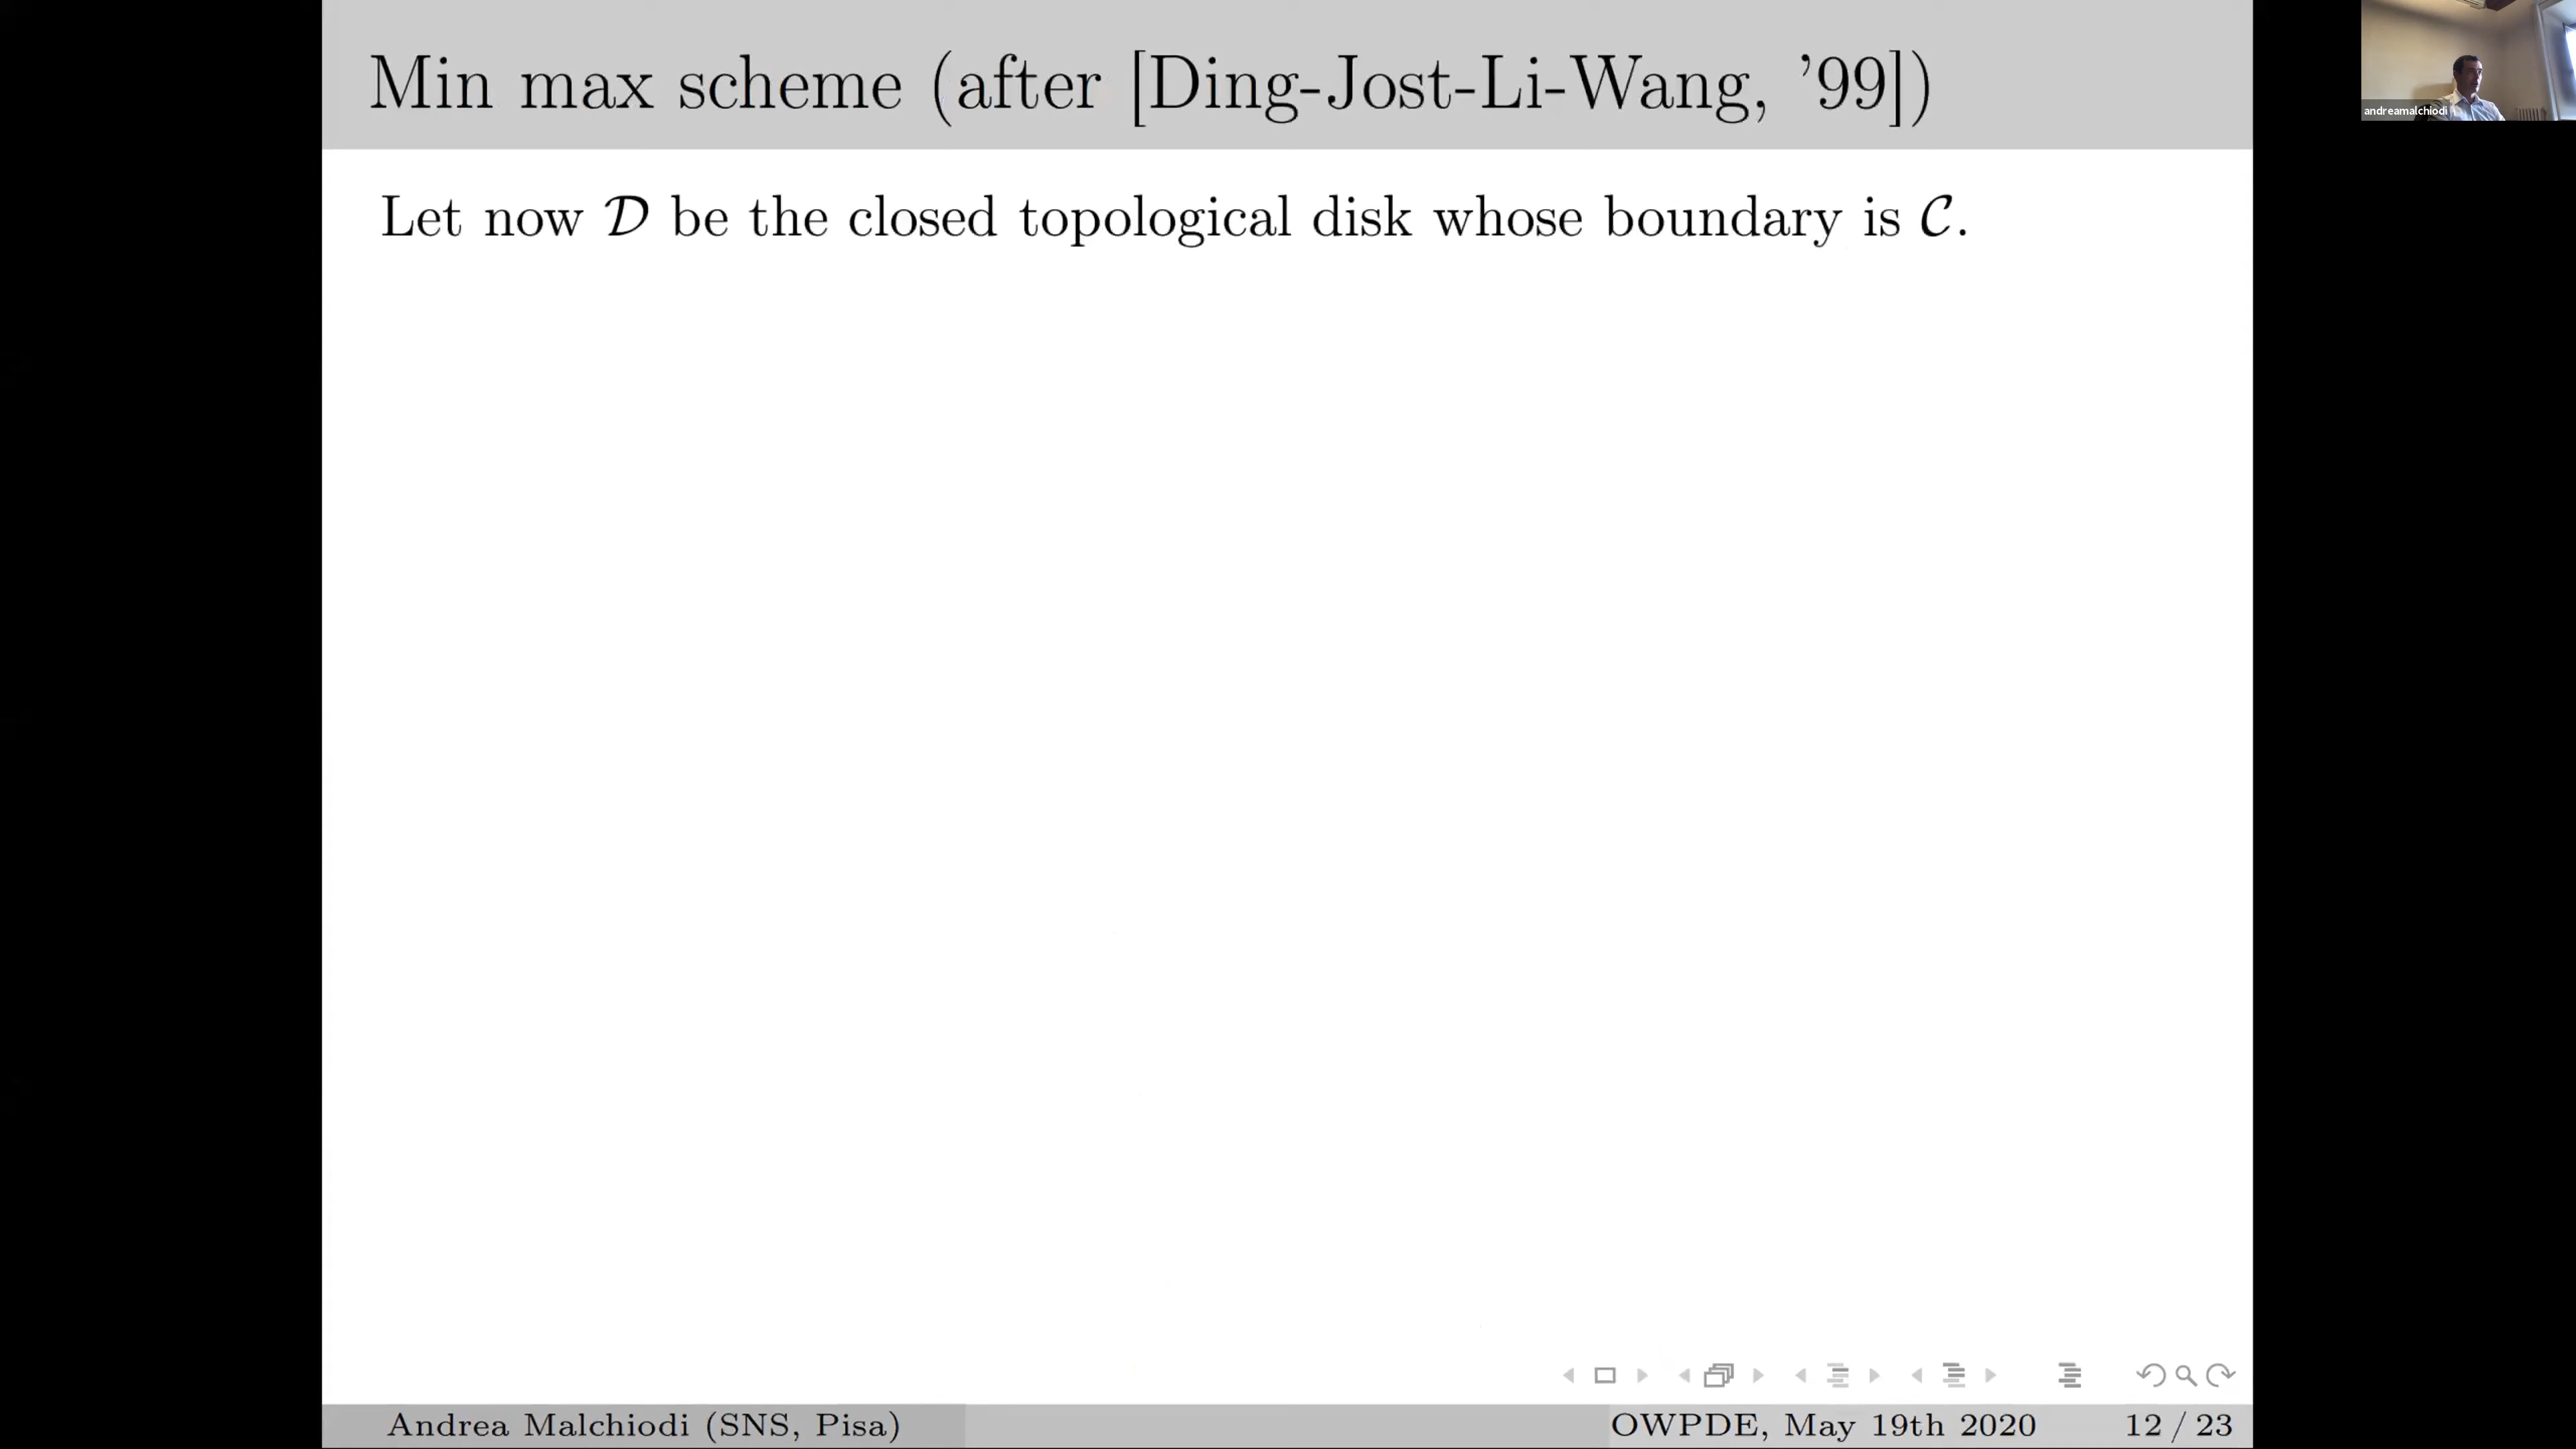 Min max scheme (after [Ding-Jost-Li-Wang, ’99])
andreamalchiodi
Let now 𝒟 be the closed topological disk whose boundary is 𝒞.
Andrea Malchiodi (SNS, Pisa)
OWPDE, May 19th 2020
12 / 23